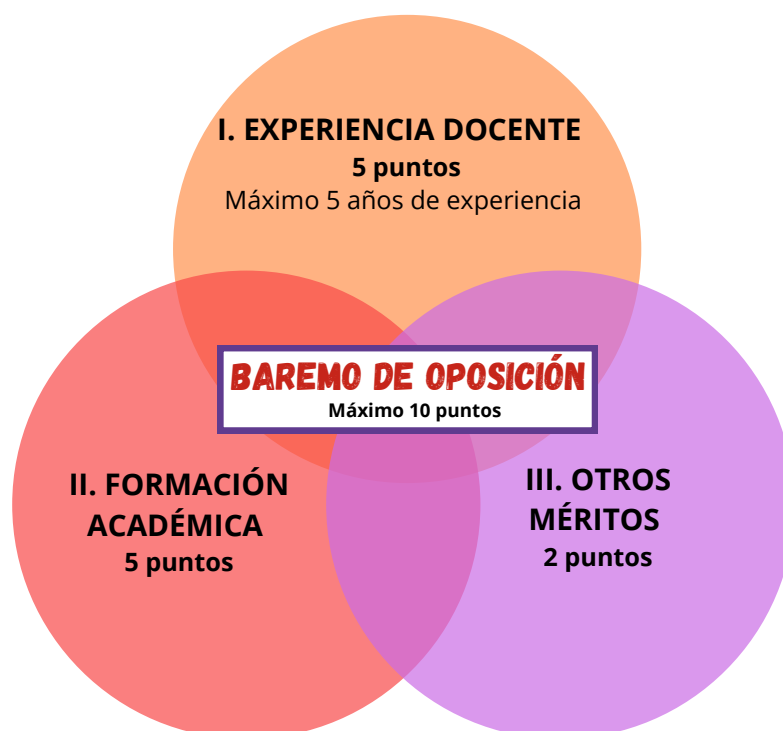 I. EXPERIENCIA DOCENTE
5 puntos
Máximo 5 años de experiencia
BAREMO DE OPOSICIÓN
Máximo 10 puntos
II. FORMACIÓN
ACADÉMICA
5 puntos
III. OTROS
MÉRITOS
2 puntos